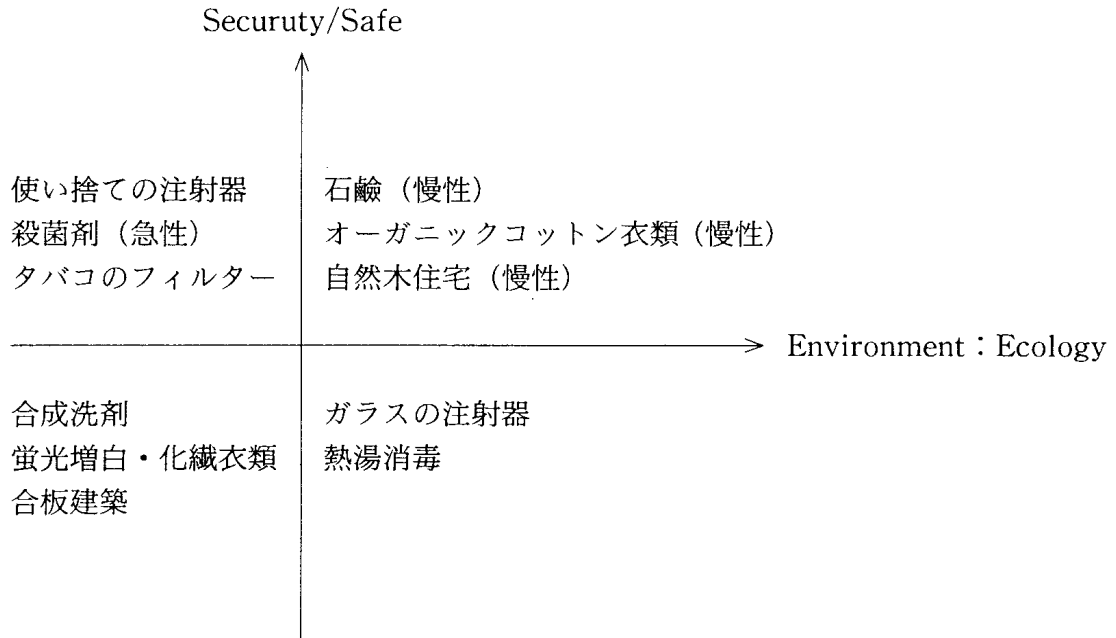 Securuty/Safe
使い捨ての注射器
殺菌剤（急性）
タバコのフィルター
石鹼（慢性）
オーガニックコットン衣類（慢性）
自然木住宅（慢性）
Environment：Ecology
合成洗剤
蛍光増白・化繊衣類
合板建築
ガラスの注射器
熱湯消毒